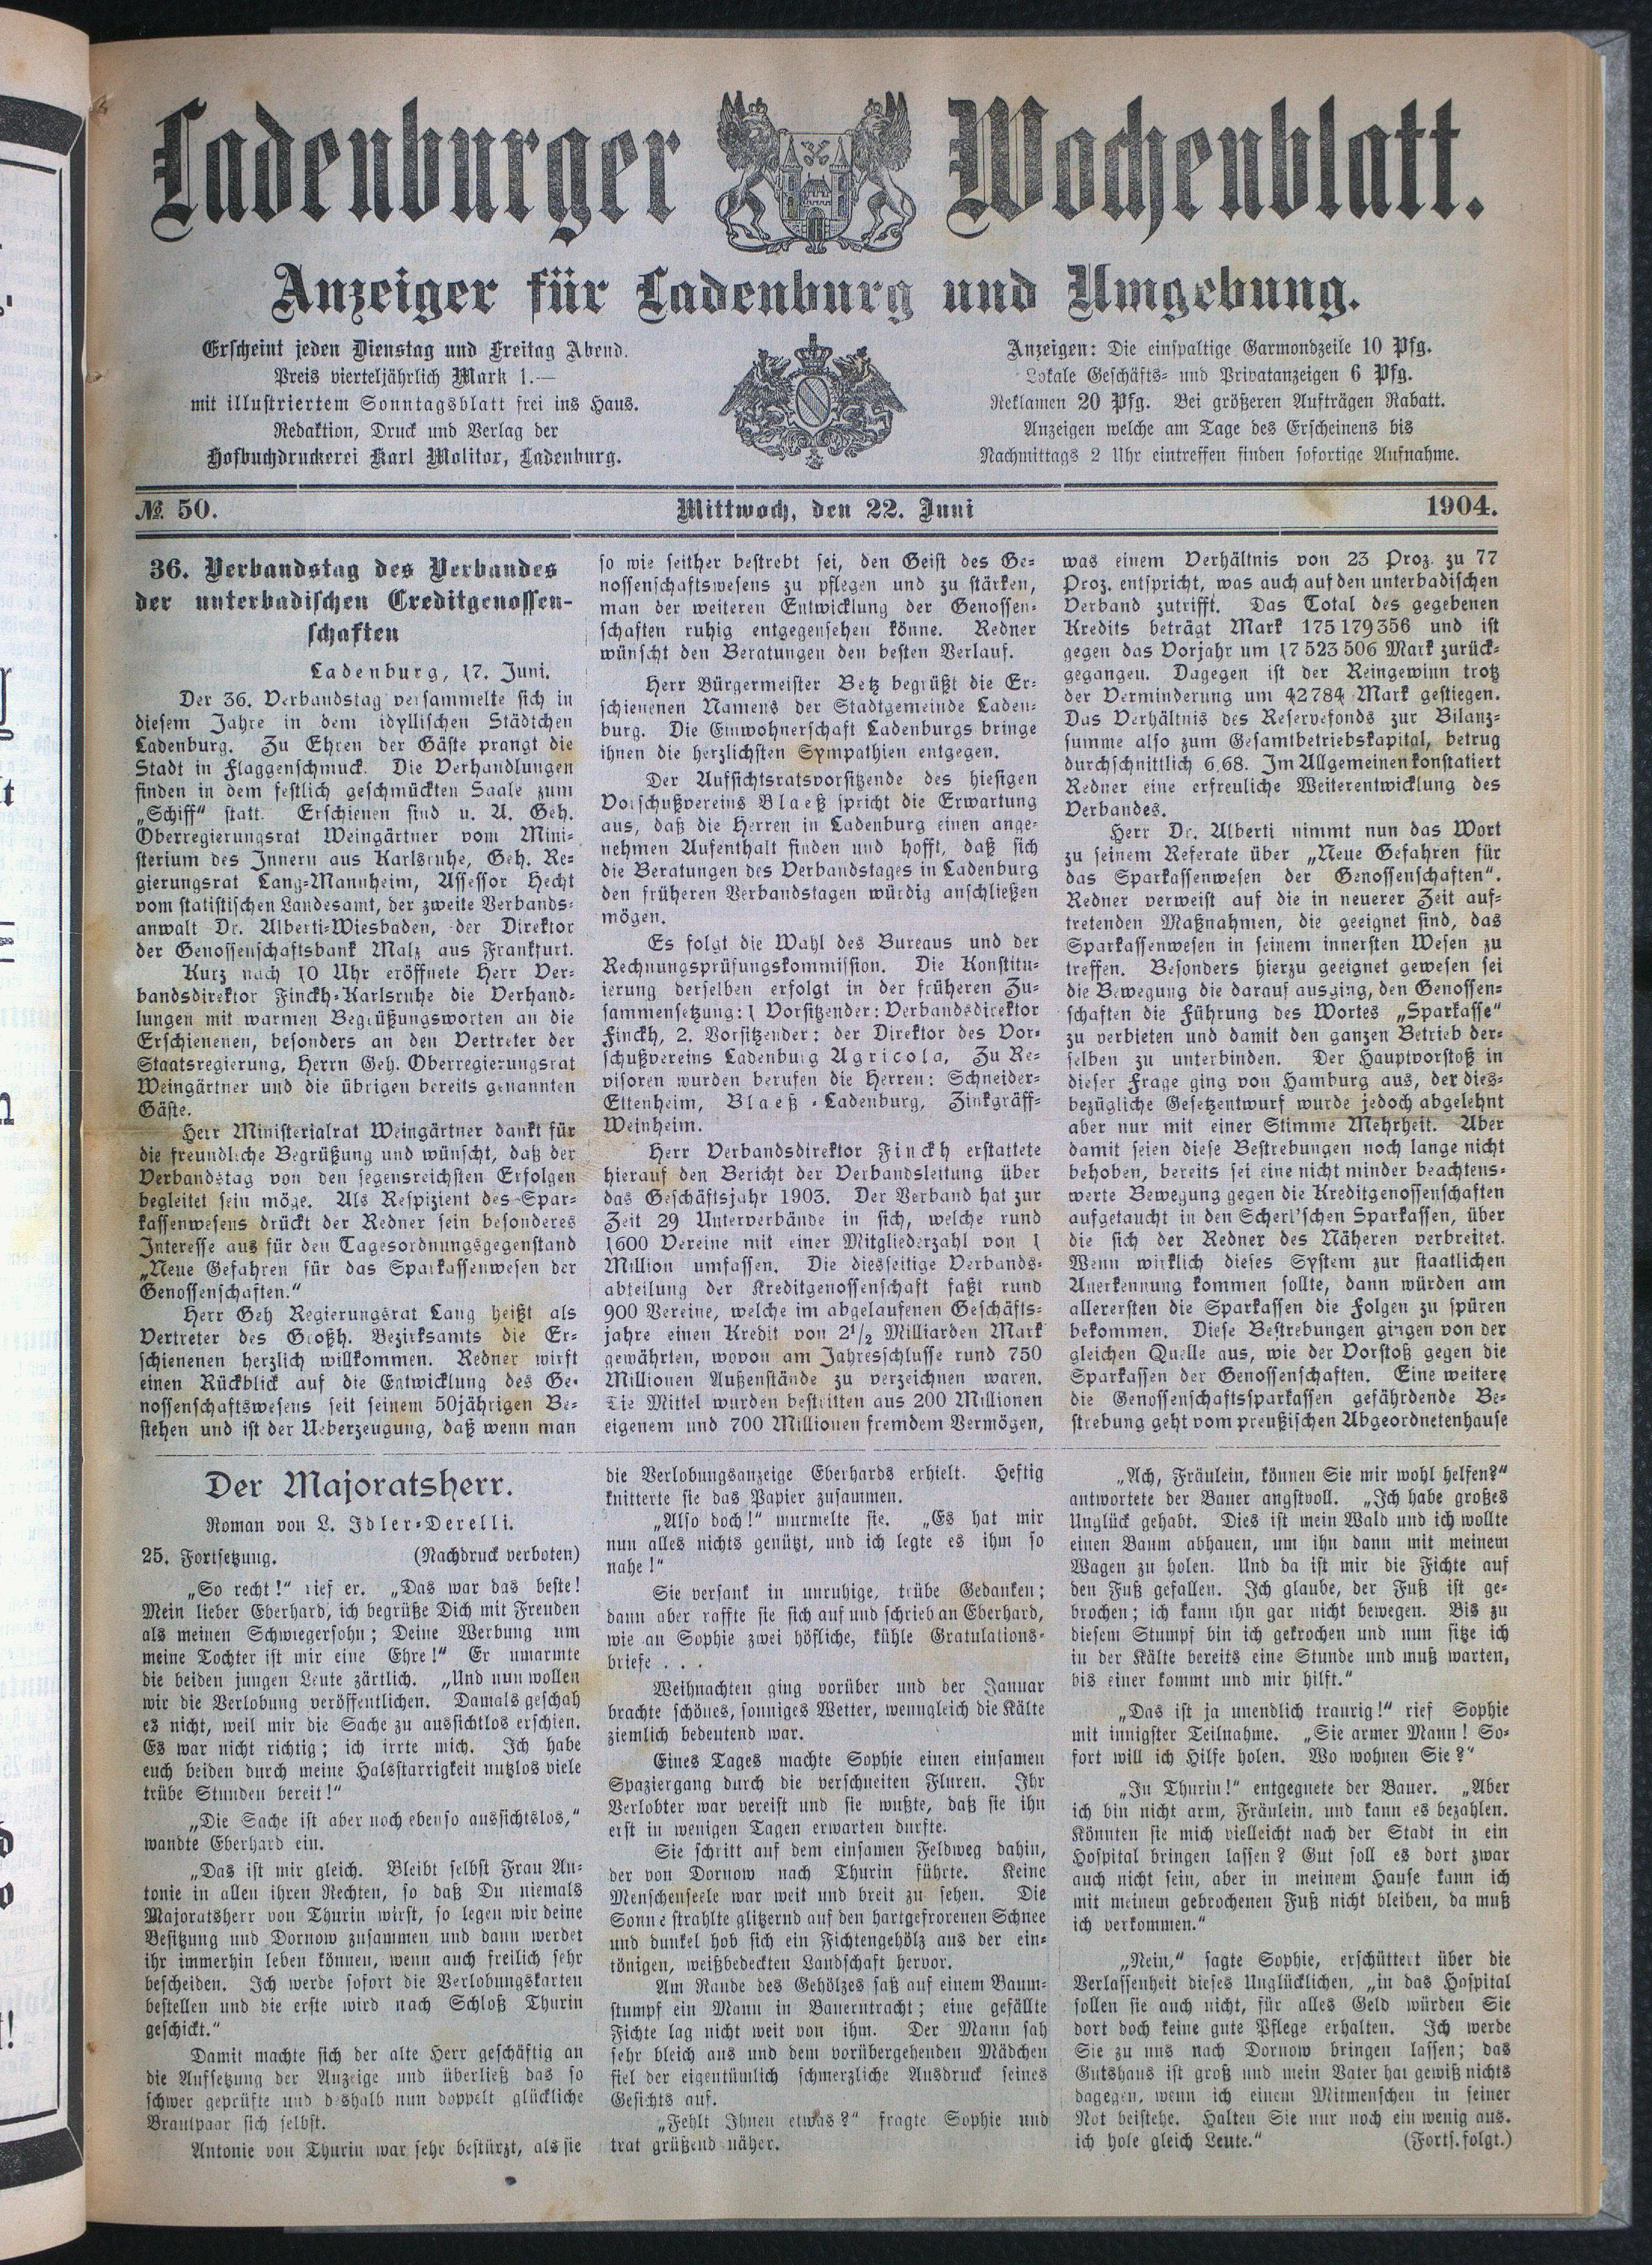 Ladenburger Wochenblatt.
Anzeiger für Ladenburg und Umgebung.
Erscheint jeden Dienstag und Freitag Abend.
Preis vierteljährlich Mark 1.—
mit illustriertem Sonntagsblatt frei ins Haus.
Redaktion, Druck und Verlag der
Hofbuchdruckerei Karl Molitor, Ladenburg.
Anzeigen: Die einspaltige Garmondzeile 10 Pfg.
Lokale Geschäfts- und Privatanzeigen 6 Pfg.
Reklamen 20 Pfg. Bei größeren Aufträgen Rabatt.
Anzeigen welche am Tage des Erscheinens bis
Nachmittags 2 Uhr eintreffen finden sofortige Aufnahme.
№ 50. Mittwoch, den 22. Juni 1904.
36. Verbandstag des Verbandes
der unterbadischen Creditgenossen-
schaften
Ladenburg, 17. Juni.
Der 36. Verbandstag versammelte sich in
diesem Jahre in dem idyllischen Städtchen
Ladenburg. Zu Ehren der Gäste prangt die
Stadt in Flaggenschmuck. Die Verhandlungen
finden in dem festlich geschmückten Saale zum
„Schiff“ statt. Erschienen sind u. A. Geh.
Oberregierungsrat Weingärtner vom Mini-
sterium des Innern aus Karlsruhe, Geh. Re-
gierungsrat Lang-Mannheim, Assessor Hecht
vom statistischen Landesamt, der zweite Verbands-
anwalt Dr. Alberti-Wiesbaden, der Direktor
der Genossenschaftsbank Malz aus Frankfurt.
Kurz nach 10 Uhr eröffnete Herr Ver-
bandsdirektor Finckh-Karlsruhe die Verhand-
lungen mit warmen Begrüßungsworten an die
Erschienenen, besonders an den Vertreter der
Staatsregierung, Herrn Geh. Oberregierungsrat
Weingärtner und die übrigen bereits genannten
Gäste.
Herr Ministerialrat Weingärtner dankt für
die freundliche Begrüßung und wünscht, daß der
Verbandstag von den segensreichsten Erfolgen
begleitet sein möge. Als Respizient des Spar-
kassenwesens drückt der Redner sein besonderes
Interesse aus für den Tagesordnungsgegenstand
„Neue Gefahren für das Sparkassenwesen der
Genossenschaften.“
Herr Geh Regierungsrat Lang heißt als
Vertreter des Großh. Bezirksamts die Er-
schienenen herzlich willkommen. Redner wirft
einen Rückblick auf die Entwicklung des Ge-
nossenschaftswesens seit seinem 50jährigen Be-
stehen und ist der Ueberzeugung, daß wenn man
so wie seither bestrebt sei, den Geist des Ge-
nossenschaftswesens zu pflegen und zu stärken,
man der weiteren Entwicklung der Genossen-
schaften ruhig entgegensehen könne. Redner
wünscht den Beratungen den besten Verlauf.
Herr Bürgermeister Betz begrüßt die Er-
schienenen Namens der Stadtgemeinde Laden-
burg. Die Einwohnerschaft Ladenburgs bringe
ihnen die herzlichsten Sympathien entgegen.
Der Aufsichtsratsvorsitzende des hiesigen
Vorschußvereins Blaeß spricht die Erwartung
aus, daß die Herren in Ladenburg einen ange-
nehmen Aufenthalt finden und hofft, daß sich
die Beratungen des Verbandstages in Ladenburg
den früheren Verbandstagen würdig anschließen
mögen.
Es folgt die Wahl des Bureaus und der
Rechnungsprüfungskommission. Die Konstitu-
ierung derselben erfolgt in der früheren Zu-
sammensetzung: 1 Vorsitzender: Verbandsdirektor
Finckh, 2. Vorsitzender: der Direktor des Vor-
schußvereins Ladenburg Agricola, Zu Re-
visoren wurden berufen die Herren: Schneider-
Ettenheim, Blaeß-Ladenburg, Zinkgräff-
Weinheim.
Herr Verbandsdirektor Finckh erstattete
hierauf den Bericht der Verbandsleitung über
das Geschäftsjahr 1903. Der Verband hat zur
Zeit 29 Unterverbände in sich, welche rund
1600 Vereine mit einer Mitgliederzahl von 1
Million umfassen. Die diesseitige Verbands-
abteilung der Kreditgenossenschaft faßt rund
900 Vereine, welche im abgelaufenen Geschäfts-
jahre einen Kredit von 2½ Milliarden Mark
gewährten, wovon am Jahresschlusse rund 750
Millionen Außenstände zu verzeichnen waren.
Die Mittel wurden bestritten aus 200 Millionen
eigenem und 700 Millionen fremdem Vermögen,
was einem Verhältnis von 23 Proz. zu 77
Proz. entspricht, was auch auf den unterbadischen
Verband zutrifft. Das Total des gegebenen
Kredits beträgt Mark 175 179 356 und ist
gegen das Vorjahr um 17 523 506 Mark zurück-
gegangen. Dagegen ist der Reingewinn trotz
der Verminderung um 42 784 Mark gestiegen.
Das Verhältnis des Reservefonds zur Bilanz-
summe also zum Gesamtbetriebskapital, betrug
durchschnittlich 6,68. Im Allgemeinen konstatiert
Redner eine erfreuliche Weiterentwicklung des
Verbandes.
Herr Dr. Alberti nimmt nun das Wort
zu seinem Referate über „Neue Gefahren für
das Sparkassenwesen der Genossenschaften“.
Redner verweist auf die in neuerer Zeit auf-
tretenden Maßnahmen, die geeignet sind, das
Sparkassenwesen in seinem innersten Wesen zu
treffen. Besonders hierzu geeignet gewesen sei
die Bewegung die darauf ausging, den Genossen-
schaften die Führung des Wortes „Sparkasse“
zu verbieten und damit den ganzen Betrieb der-
selben zu unterbinden. Der Hauptvorstoß in
dieser Frage ging von Hamburg aus, der dies-
bezügliche Gesetzentwurf wurde jedoch abgelehnt
aber nur mit einer Stimme Mehrheit. Aber
damit seien diese Bestrebungen noch lange nicht
behoben, bereits sei eine nicht minder beachtens-
werte Bewegung gegen die Kreditgenossenschaften
aufgetaucht in den Scherl'schen Sparkassen, über
die sich der Redner des Näheren verbreitet.
Wenn wirklich dieses System zur staatlichen
Anerkennung kommen sollte, dann würden am
allerersten die Sparkassen die Folgen zu spüren
bekommen. Diese Bestrebungen gingen von der
gleichen Quelle aus, wie der Vorstoß gegen die
Sparkassen der Genossenschaften. Eine weitere
die Genossenschaftssparkassen gefährdende Be-
strebung geht vom preußischen Abgeordnetenhause
Der Majoratsherr.
Roman von L. Idler-Derelli.
25. Fortsetzung. (Nachdruck verboten)
„So recht!“ rief er. „Das war das beste!
Mein lieber Eberhard, ich begrüße Dich mit Freuden
als meinen Schwiegersohn; Deine Werbung um
meine Tochter ist mir eine Ehre!“ Er umarmte
die beiden jungen Leute zärtlich. „Und nun wollen
wir die Verlobung veröffentlichen. Damals geschah
es nicht, weil mir die Sache zu aussichtlos erschien.
Es war nicht richtig; ich irrte mich. Ich habe
euch beiden durch meine Halsstarrigkeit nutzlos viele
trübe Stunden bereit!“
„Die Sache ist aber noch ebenso aussichtslos,“
wandte Eberhard ein.
„Das ist mir gleich. Bleibt selbst Frau An-
tonie in allen ihren Rechten, so daß Du niemals
Majoratsherr von Thurin wirst, so legen wir deine
Besitzung und Dornow zusammen und dann werdet
ihr immerhin leben können, wenn auch freilich sehr
bescheiden. Ich werde sofort die Verlobungskarten
bestellen und die erste wird nach Schloß Thurin
geschickt.“
Damit machte sich der alte Herr geschäftig an
die Aufsetzung der Anzeige und überließ das so
schwer geprüfte und deshalb nun doppelt glückliche
Brautpaar sich selbst.
Antonie von Thurin war sehr bestürzt, als sie
die Verlobungsanzeige Eberhards erhielt. Heftig
knitterte sie das Papier zusammen.
„Also doch!“ murmelte sie. „Es hat mir
nun alles nichts genützt, und ich legte es ihm so
nahe!“
Sie versank in unruhige, trübe Gedanken;
dann aber raffte sie sich auf und schrieb an Eberhard,
wie an Sophie zwei höfliche, kühle Gratulations-
briefe . . .
Weihnachten ging vorüber und der Januar
brachte schönes, sonniges Wetter, wenngleich die Kälte
ziemlich bedeutend war.
Eines Tages machte Sophie einen einsamen
Spaziergang durch die verschneiten Fluren. Ihr
Verlobter war vereist und sie wußte, daß sie ihn
erst in wenigen Tagen erwarten durfte.
Sie schritt auf dem einsamen Feldweg dahin,
der von Dornow nach Thurin führte. Keine
Menschenseele war weit und breit zu sehen. Die
Sonne strahlte glitzernd auf den hartgefrorenen Schnee
und dunkel hob sich ein Fichtengehölz aus der ein-
tönigen, weißbedeckten Landschaft hervor.
Am Rande des Gehölzes saß auf einem Baum-
stumpf ein Mann in Bauerntracht; eine gefällte
Fichte lag nicht weit von ihm. Der Mann sah
sehr bleich aus und dem vorübergehenden Mädchen
fiel der eigentümlich schmerzliche Ausdruck seines
Gesichts auf.
„Fehlt Ihnen etwas?“ fragte Sophie und
trat grüßend näher.
„Ach, Fräulein, können Sie mir wohl helfen?“
antwortete der Bauer angstvoll. „Ich habe großes
Unglück gehabt. Dies ist mein Wald und ich wollte
einen Baum abhauen, um ihn dann mit meinem
Wagen zu holen. Und da ist mir die Fichte auf
den Fuß gefallen. Ich glaube, der Fuß ist ge-
brochen; ich kann ihn gar nicht bewegen. Bis zu
diesem Stumpf bin ich gekrochen und nun sitze ich
in der Kälte bereits eine Stunde und muß warten,
bis einer kommt und mir hilft.“
„Das ist ja unendlich traurig!“ rief Sophie
mit innigster Teilnahme. „Sie armer Mann! So-
fort will ich Hilfe holen. Wo wohnen Sie?“
„In Thurin!“ entgegnete der Bauer. „Aber
ich bin nicht arm, Fräulein, und kann es bezahlen.
Könnten sie mich vielleicht nach der Stadt in ein
Hospital bringen lassen? Gut soll es dort zwar
auch nicht sein, aber in meinem Hause kann ich
mit meinem gebrochenen Fuß nicht bleiben, da muß
ich verkommen.“
„Nein,“ sagte Sophie, erschüttert über die
Verlassenheit dieses Unglücklichen, „in das Hospital
sollen sie auch nicht, für alles Geld würden Sie
dort doch keine gute Pflege erhalten. Ich werde
Sie zu uns nach Dornow bringen lassen; das
Gutshaus ist groß und mein Vater hat gewiß nichts
dagegen, wenn ich einem Mitmenschen in seiner
Not beistehe. Halten Sie nur noch ein wenig aus.
ich hole gleich Leute.“ (Forts. folgt.)